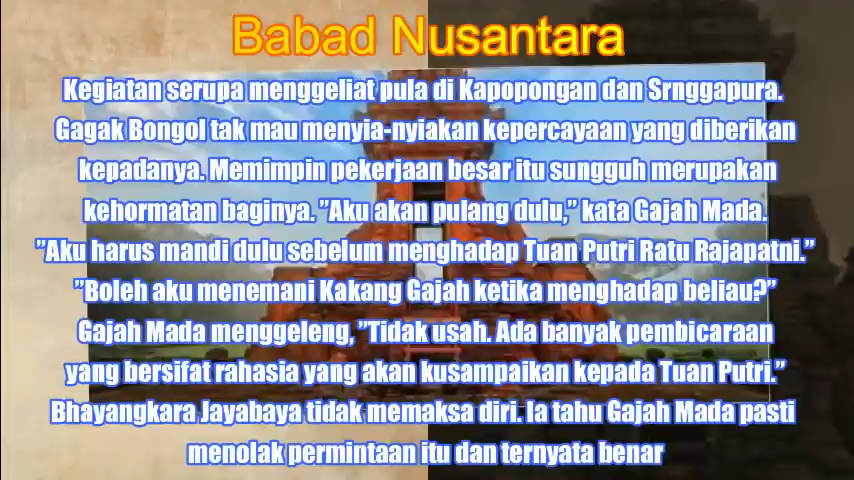 Babad Nusantara
Kegiatan serupa menggeliat pula di Kapopongan dan Srnggapura.
Gagak Bongol tak mau menyia-nyiakan kepercayaan yang diberikan
kepadanya. Memimpin pekerjaan besar itu sungguh merupakan
kehormatan baginya. ”Aku akan pulang dulu,” kata Gajah Mada.
”Aku harus mandi dulu sebelum menghadap Tuan Putri Ratu Rajapatni.”
”Boleh aku menemani Kakang Gajah ketika menghadap beliau?”
Gajah Mada menggeleng, ”Tidak usah. Ada banyak pembicaraan
yang bersifat rahasia yang akan kusampaikan kepada Tuan Putri.”
Bhayangkara Jayabaya tidak memaksa diri. Ia tahu Gajah Mada pasti
menolak permintaan itu dan ternyata benar